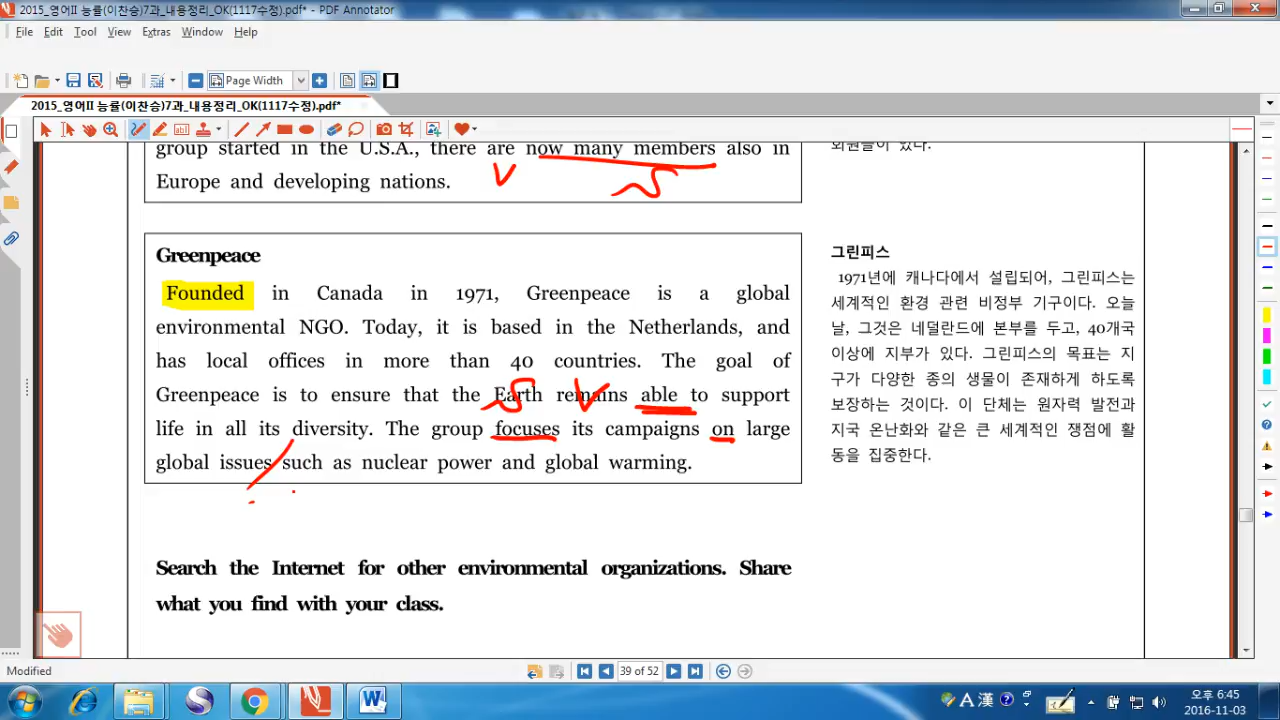 2015_영어II 능률(이찬승)7과_내용정리_OK(1117수정).pdf* - PDF Annotator
File Edit Tool View Extras Window Help
Page Width
2015_영어II 능률(이찬승)7과_내용정리_OK(1117수정).pdf*
group started in the U.S.A., there are now many members also in
Europe and developing nations.
V S
회원들이 있다.
Greenpeace
Founded in Canada in 1971, Greenpeace is a global
environmental NGO. Today, it is based in the Netherlands, and
has local offices in more than 40 countries. The goal of
Greenpeace is to ensure that the Earth remains able to support
S V
life in all its diversity. The group focuses its campaigns on large
global issues such as nuclear power and global warming.
그린피스
1971년에 캐나다에서 설립되어, 그린피스는
세계적인 환경 관련 비정부 기구이다. 오늘
날, 그것은 네덜란드에 본부를 두고, 40개국
이상에 지부가 있다. 그린피스의 목표는 지
구가 다양한 종의 생물이 존재하게 하도록
보장하는 것이다. 이 단체는 원자력 발전과
지국 온난화와 같은 큰 세계적인 쟁점에 활
동을 집중한다.
Search the Internet for other environmental organizations. Share
what you find with your class.
Modified
39 of 52
A 漢
오후 6:45
2016-11-03